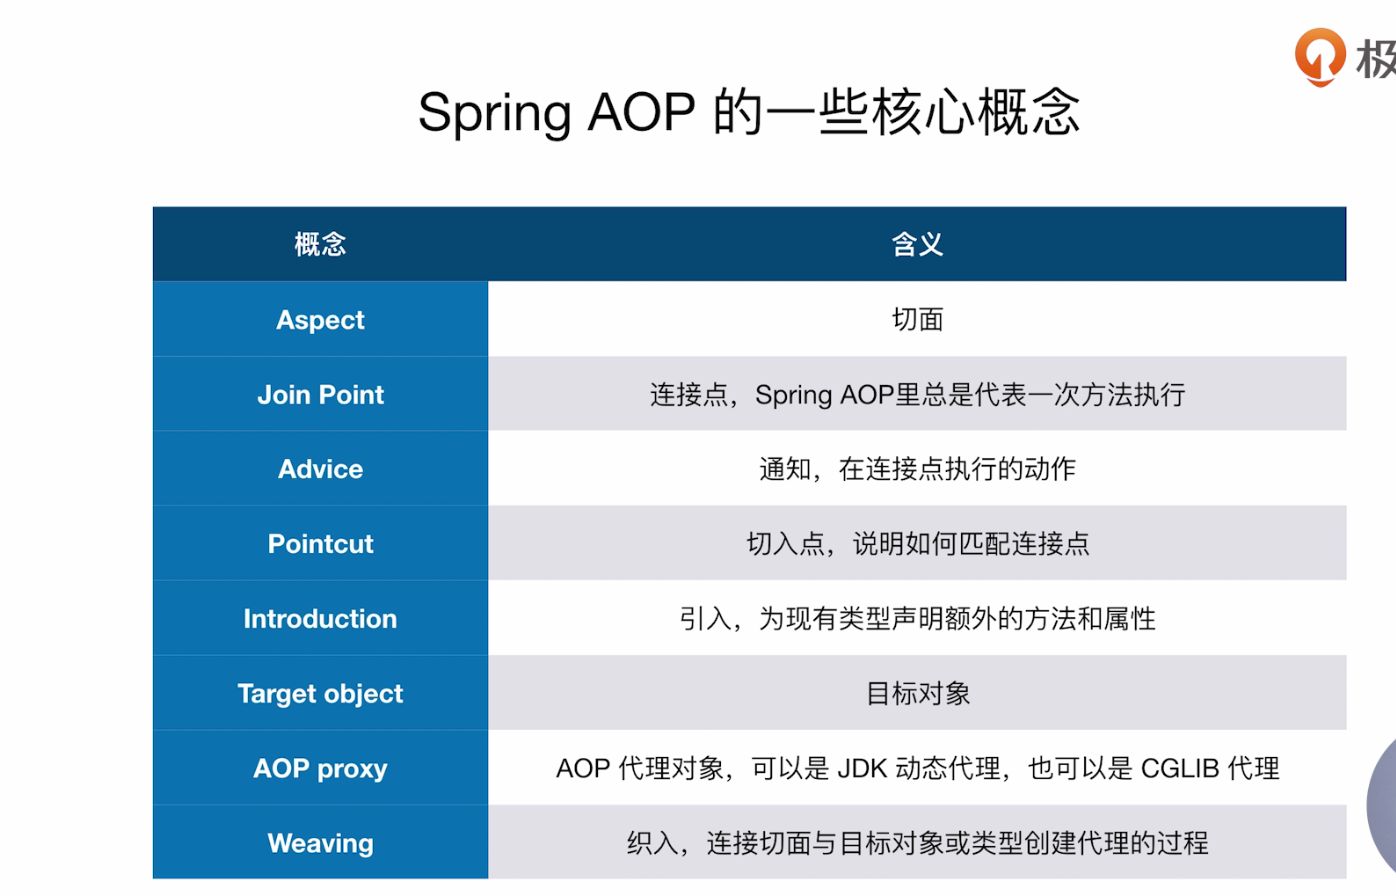 极
Spring AOP 的一些核心概念
概念 含义
Aspect 切面
Join Point 连接点，Spring AOP里总是代表一次方法执行
Advice 通知，在连接点执行的动作
Pointcut 切入点，说明如何匹配连接点
Introduction 引入，为现有类型声明额外的方法和属性
Target object 目标对象
AOP proxy AOP 代理对象，可以是 JDK 动态代理，也可以是 CGLIB 代理
Weaving 织入，连接切面与目标对象或类型创建代理的过程